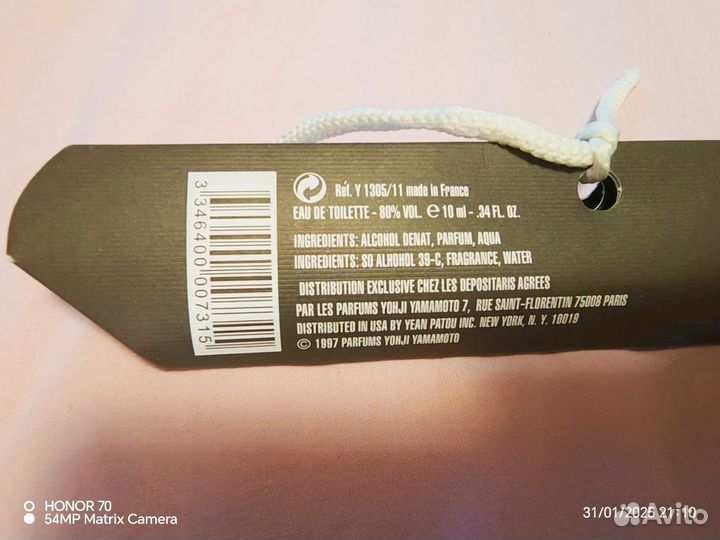 Réf. Y 1305/11 made in France
EAU DE TOILETTE - 80% VOL. ℮ 10 ml - .34 FL. OZ.
INGREDIENTS: ALCOHOL DENAT, PARFUM, AQUA
INGREDIENTS: SO ALHOHOL 39-C, FRAGRANCE, WATER
DISTRIBUTION EXCLUSIVE CHEZ LES DEPOSITARIS AGREES
PAR LES PARFUMS YOHJI YAMAMOTO 7, RUE SAINT-FLORENTIN 75008 PARIS
DISTRIBUTED IN USA BY YEAN PATOU INC. NEW YORK, N. Y. 10019
© 1997 PARFUMS YOHJI YAMAMOTO
3 346400 007315
HONOR 70
54MP Matrix Camera
31/01/2025 21:10
Avito